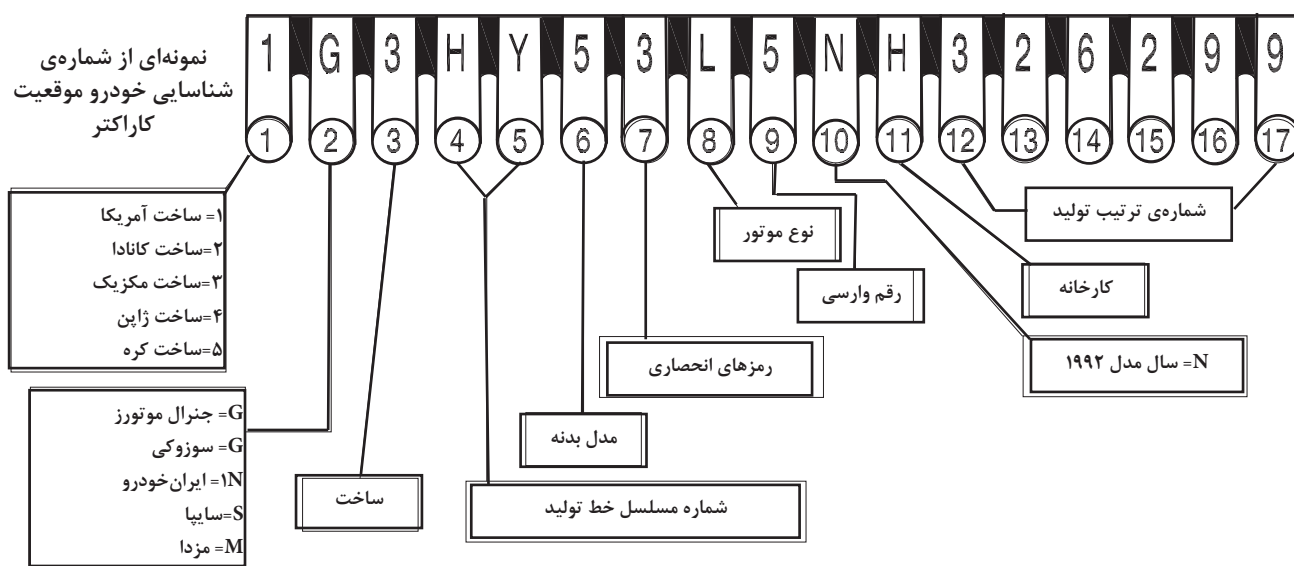 نمونه‌ای از شماره‌ی
شناسایی خودرو موقعیت
کاراکتر
1 G 3 H Y 5 3 L 5 N H 3 2 6 2 9 9
1 2 3 4 5 6 7 8 9 10 11 12 13 14 15 16 17
۱= ساخت آمریکا
۲=ساخت کانادا
۳=ساخت مکزیک
۴=ساخت ژاپن
۵=ساخت کره
G= جنرال موتورز
G= سوزوکی
۱N= ایران‌خودرو
S=سایپا
M= مزدا
ساخت
شماره مسلسل خط تولید
مدل بدنه
رمزهای انحصاری
نوع موتور
رقم وارسی
N= سال مدل ۱۹۹۲
کارخانه
شماره‌ی ترتیب تولید